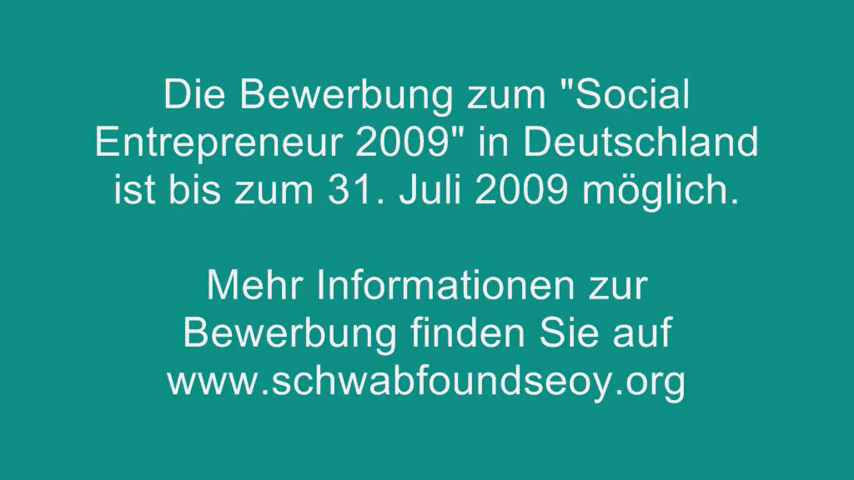 Die Bewerbung zum "Social
Entrepreneur 2009" in Deutschland
ist bis zum 31. Juli 2009 möglich.
Mehr Informationen zur
Bewerbung finden Sie auf
www.schwabfoundseoy.org